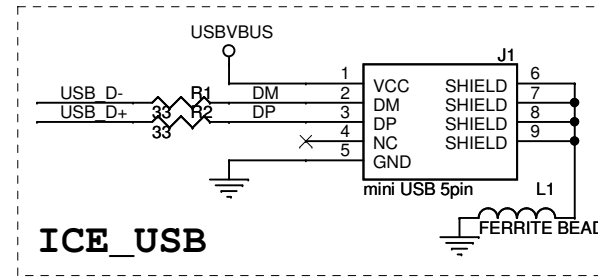 USBVBUS
J1
1 VCC SHIELD 6
USB_D- R1 DM 2 DM SHIELD 7
33
USB_D+ R2 DP 3 DP SHIELD 8
33
4 NC SHIELD 9
5 GND
mini USB 5pin
L1
FERRITE BEAD
ICE_USB